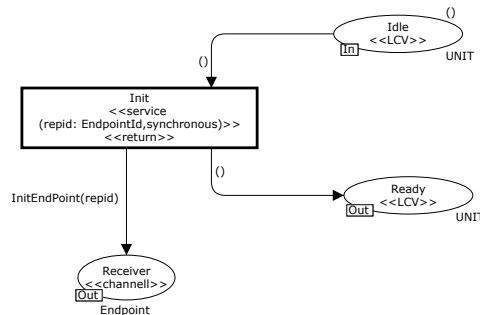 ()
Idle
<<LCV>>
In
UNIT
()
Init
<<service
(repid: EndpointId,synchronous)>>
<<return>>
()
InitEndPoint(repid)
Ready
<<LCV>>
Out
UNIT
Receiver
<<channell>>
Out
Endpoint